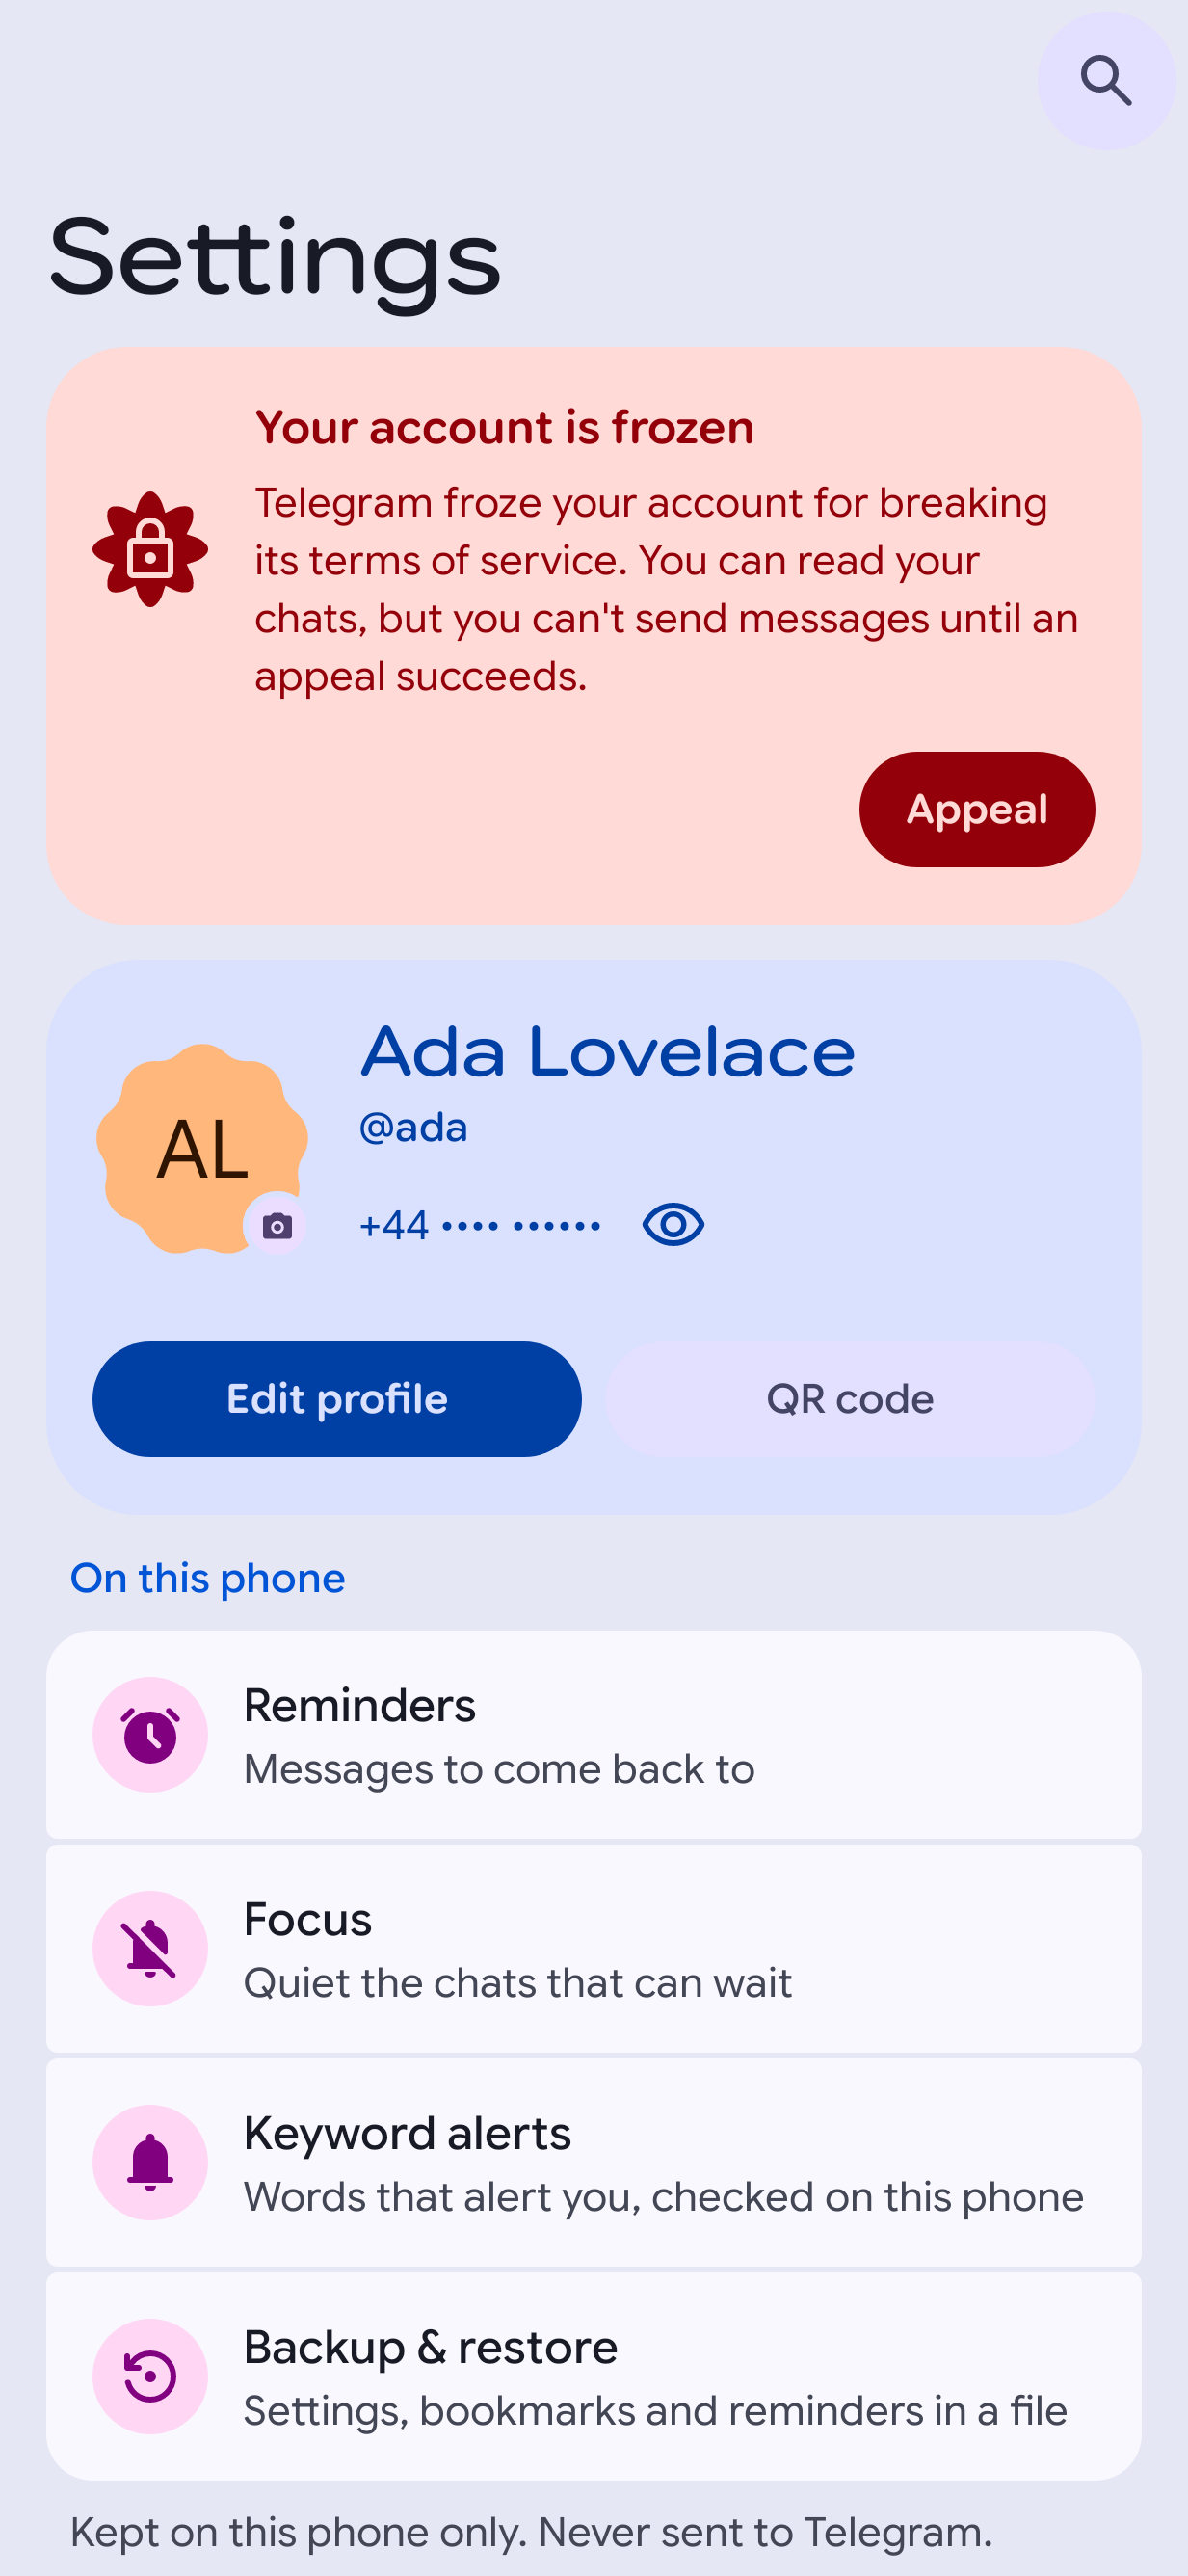 Settings
Your account is frozen
Telegram froze your account for breaking
its terms of service. You can read your
chats, but you can't send messages until an
appeal succeeds.
Appeal
Ada Lovelace
AL
@ada
+44 •••• ••••••
Edit profile
QR code
On this phone
Reminders
Messages to come back to
Focus
Quiet the chats that can wait
Keyword alerts
Words that alert you, checked on this phone
Backup & restore
Settings, bookmarks and reminders in a file
Kept on this phone only. Never sent to Telegram.